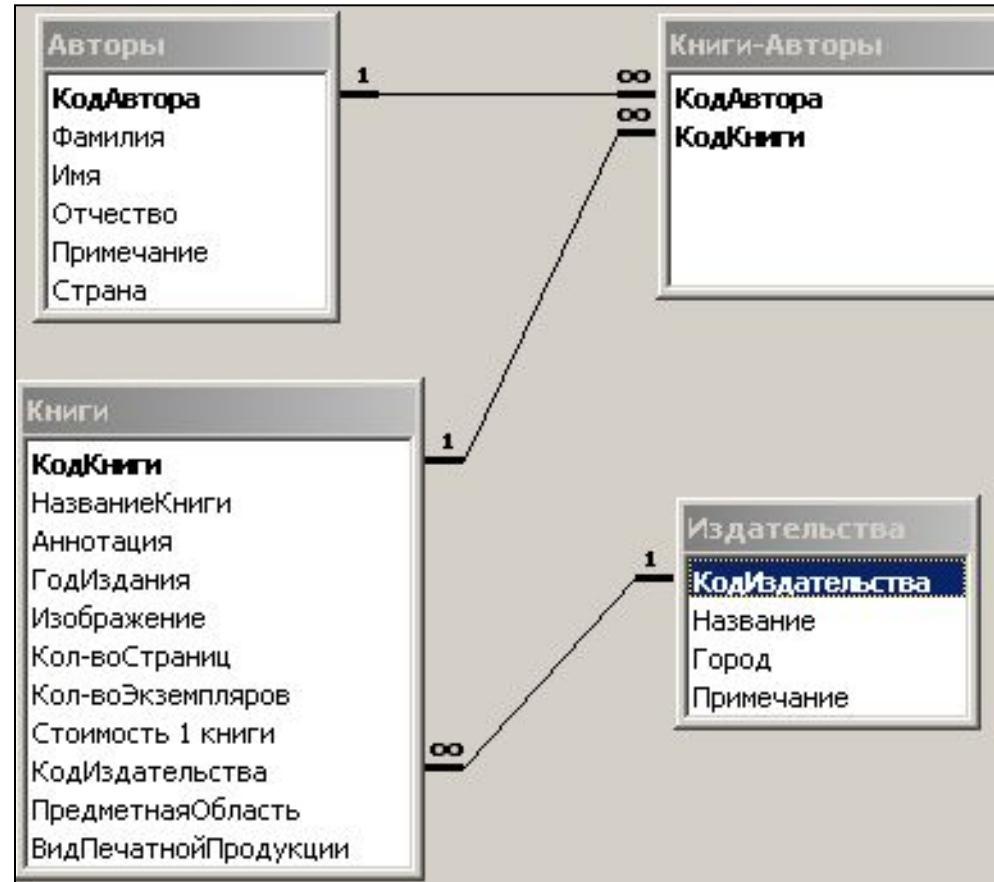 Авторы
КодАвтора
Фамилия
Имя
Отчество
Примечание
Страна
1
∞
∞
Книги-Авторы
КодАвтора
КодКниги
Книги
КодКниги
НазваниеКниги
Аннотация
ГодИздания
Изображение
Кол-воСтраниц
Кол-воЭкземпляров
Стоимость 1 книги
КодИздательства
ПредметнаяОбласть
ВидПечатнойПродукции
1
∞
1
Издательства
КодИздательства
Название
Город
Примечание